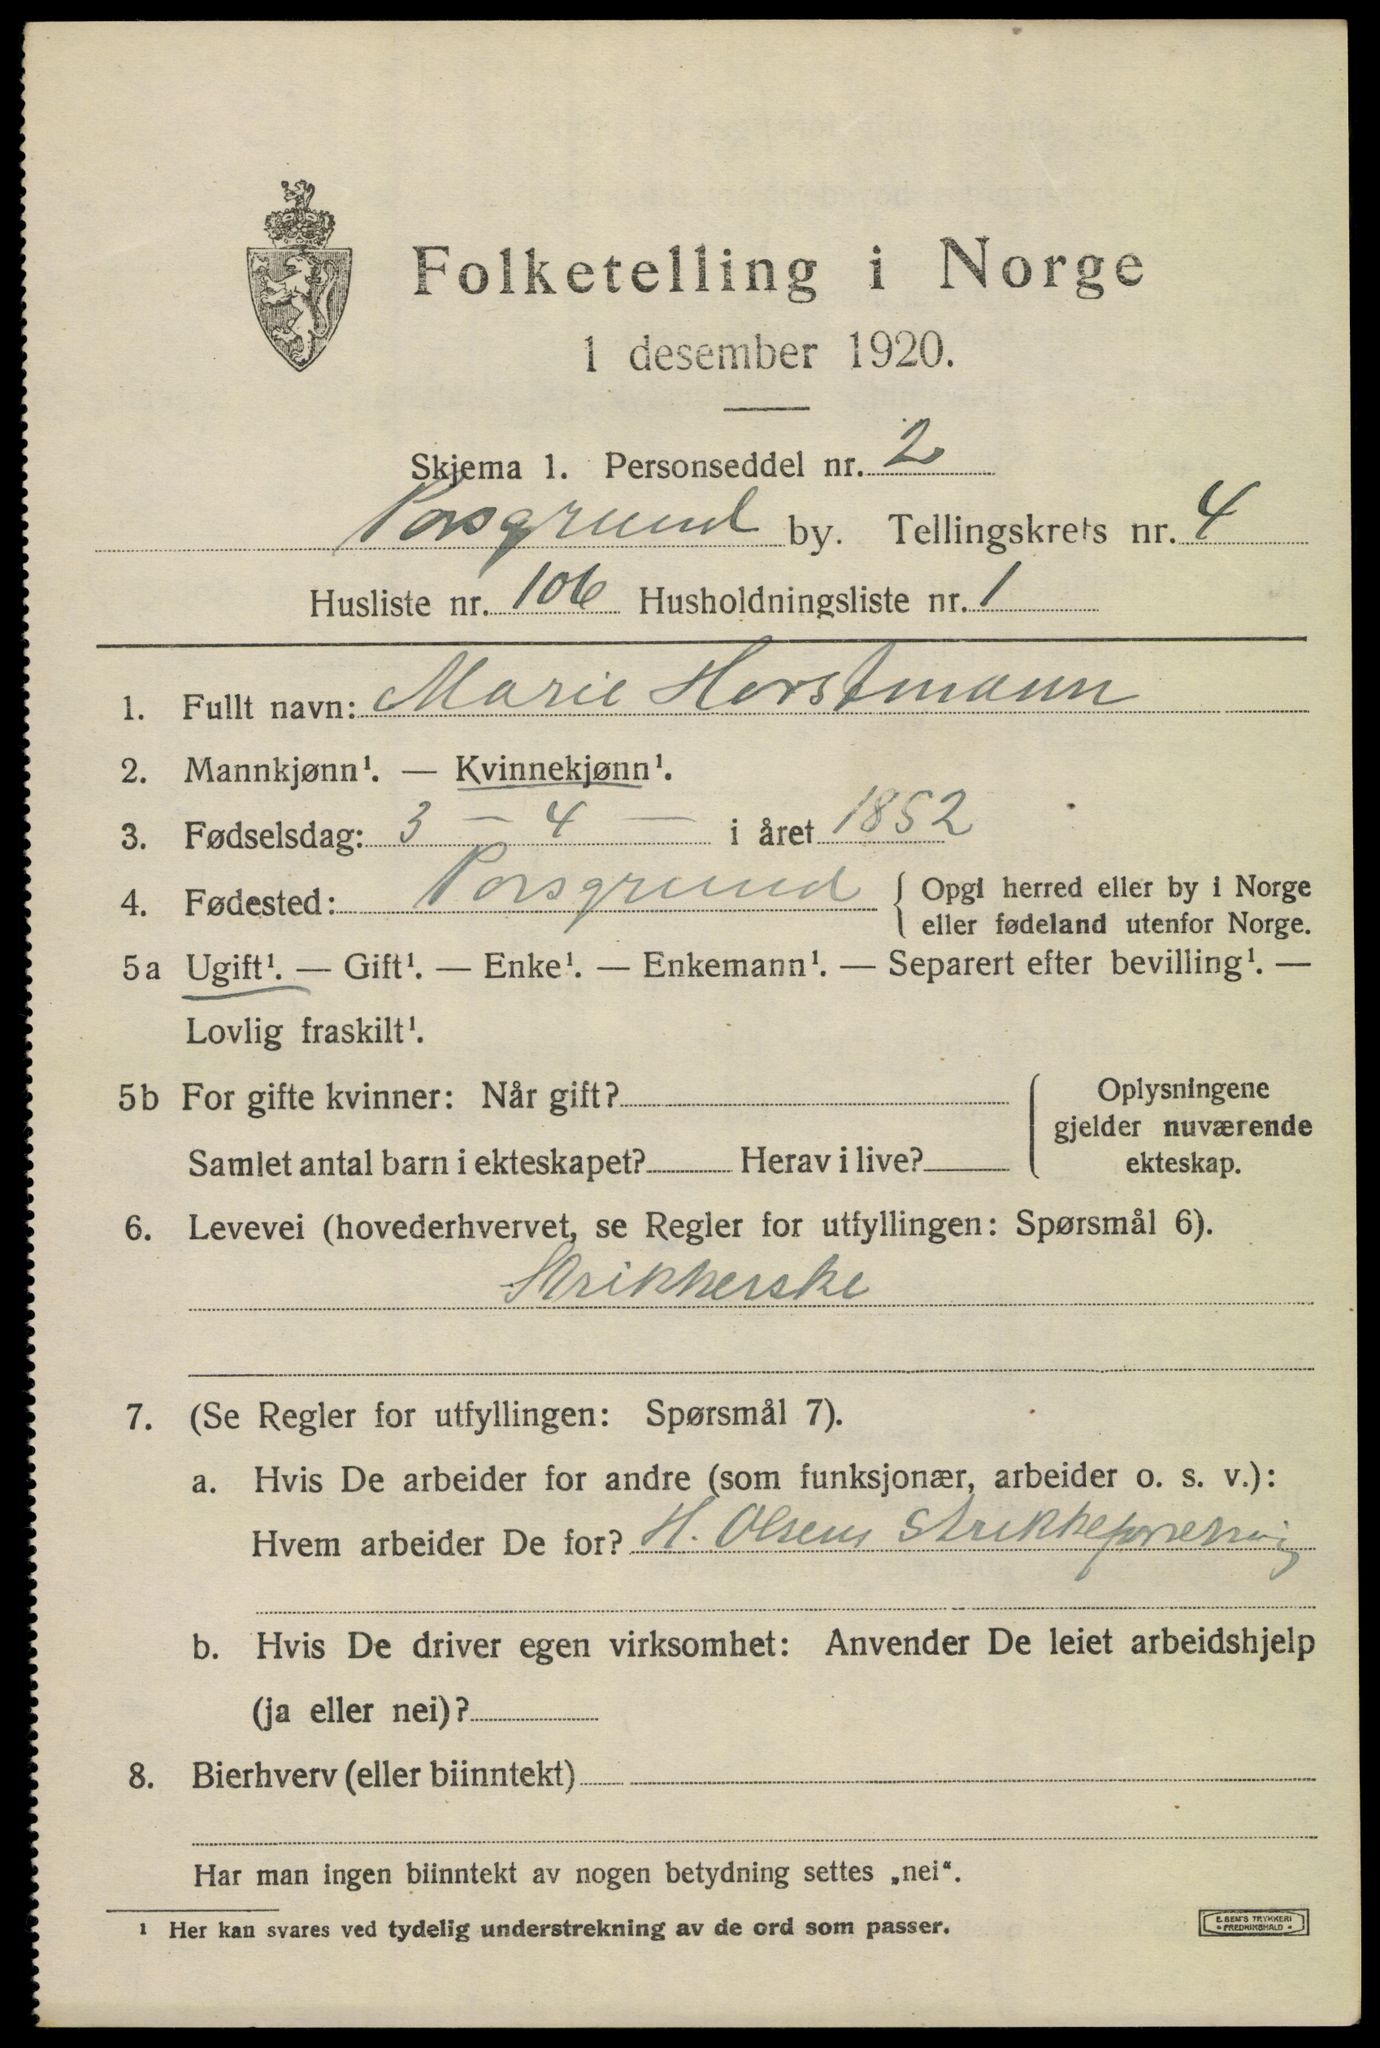 Folketelling i Norge
1 desember 1920.
Skjema 1. Personseddel nr. 2
Porsgrund by. Tellingskrets nr. 4
Husliste nr. 106 Husholdningsliste nr. 1
1. Fullt navn: Marie Horstmann
2. Mannkjønn¹. — Kvinnekjønn¹.
3. Fødselsdag: 3 — 4 — i året 1852
4. Fødested: Porsgrund { Opgi herred eller by i Norge
eller fødeland utenfor Norge.
5a Ugift¹. — Gift¹. — Enke¹. — Enkemann¹. — Separert efter bevilling¹. —
Lovlig fraskilt¹.
5b For gifte kvinner: Når gift?
Samlet antal barn i ekteskapet? Herav i live?
Oplysningene
gjelder nuværende
ekteskap.
6. Levevei (hovederhvervet, se Regler for utfyllingen: Spørsmål 6).
Strikkerske
7. (Se Regler for utfyllingen: Spørsmål 7).
a. Hvis De arbeider for andre (som funksjonær, arbeider o. s. v.):
Hvem arbeider De for? H. Olsens
b. Hvis De driver egen virksomhet: Anvender De leiet arbeidshjelp
(ja eller nei)?
8. Bierhverv (eller biinntekt)
Har man ingen biinntekt av nogen betydning settes „nei“.
¹ Her kan svares ved tydelig understrekning av de ord som passer.
E. SEM'S TRYKKERI
FREDRIKSHALD